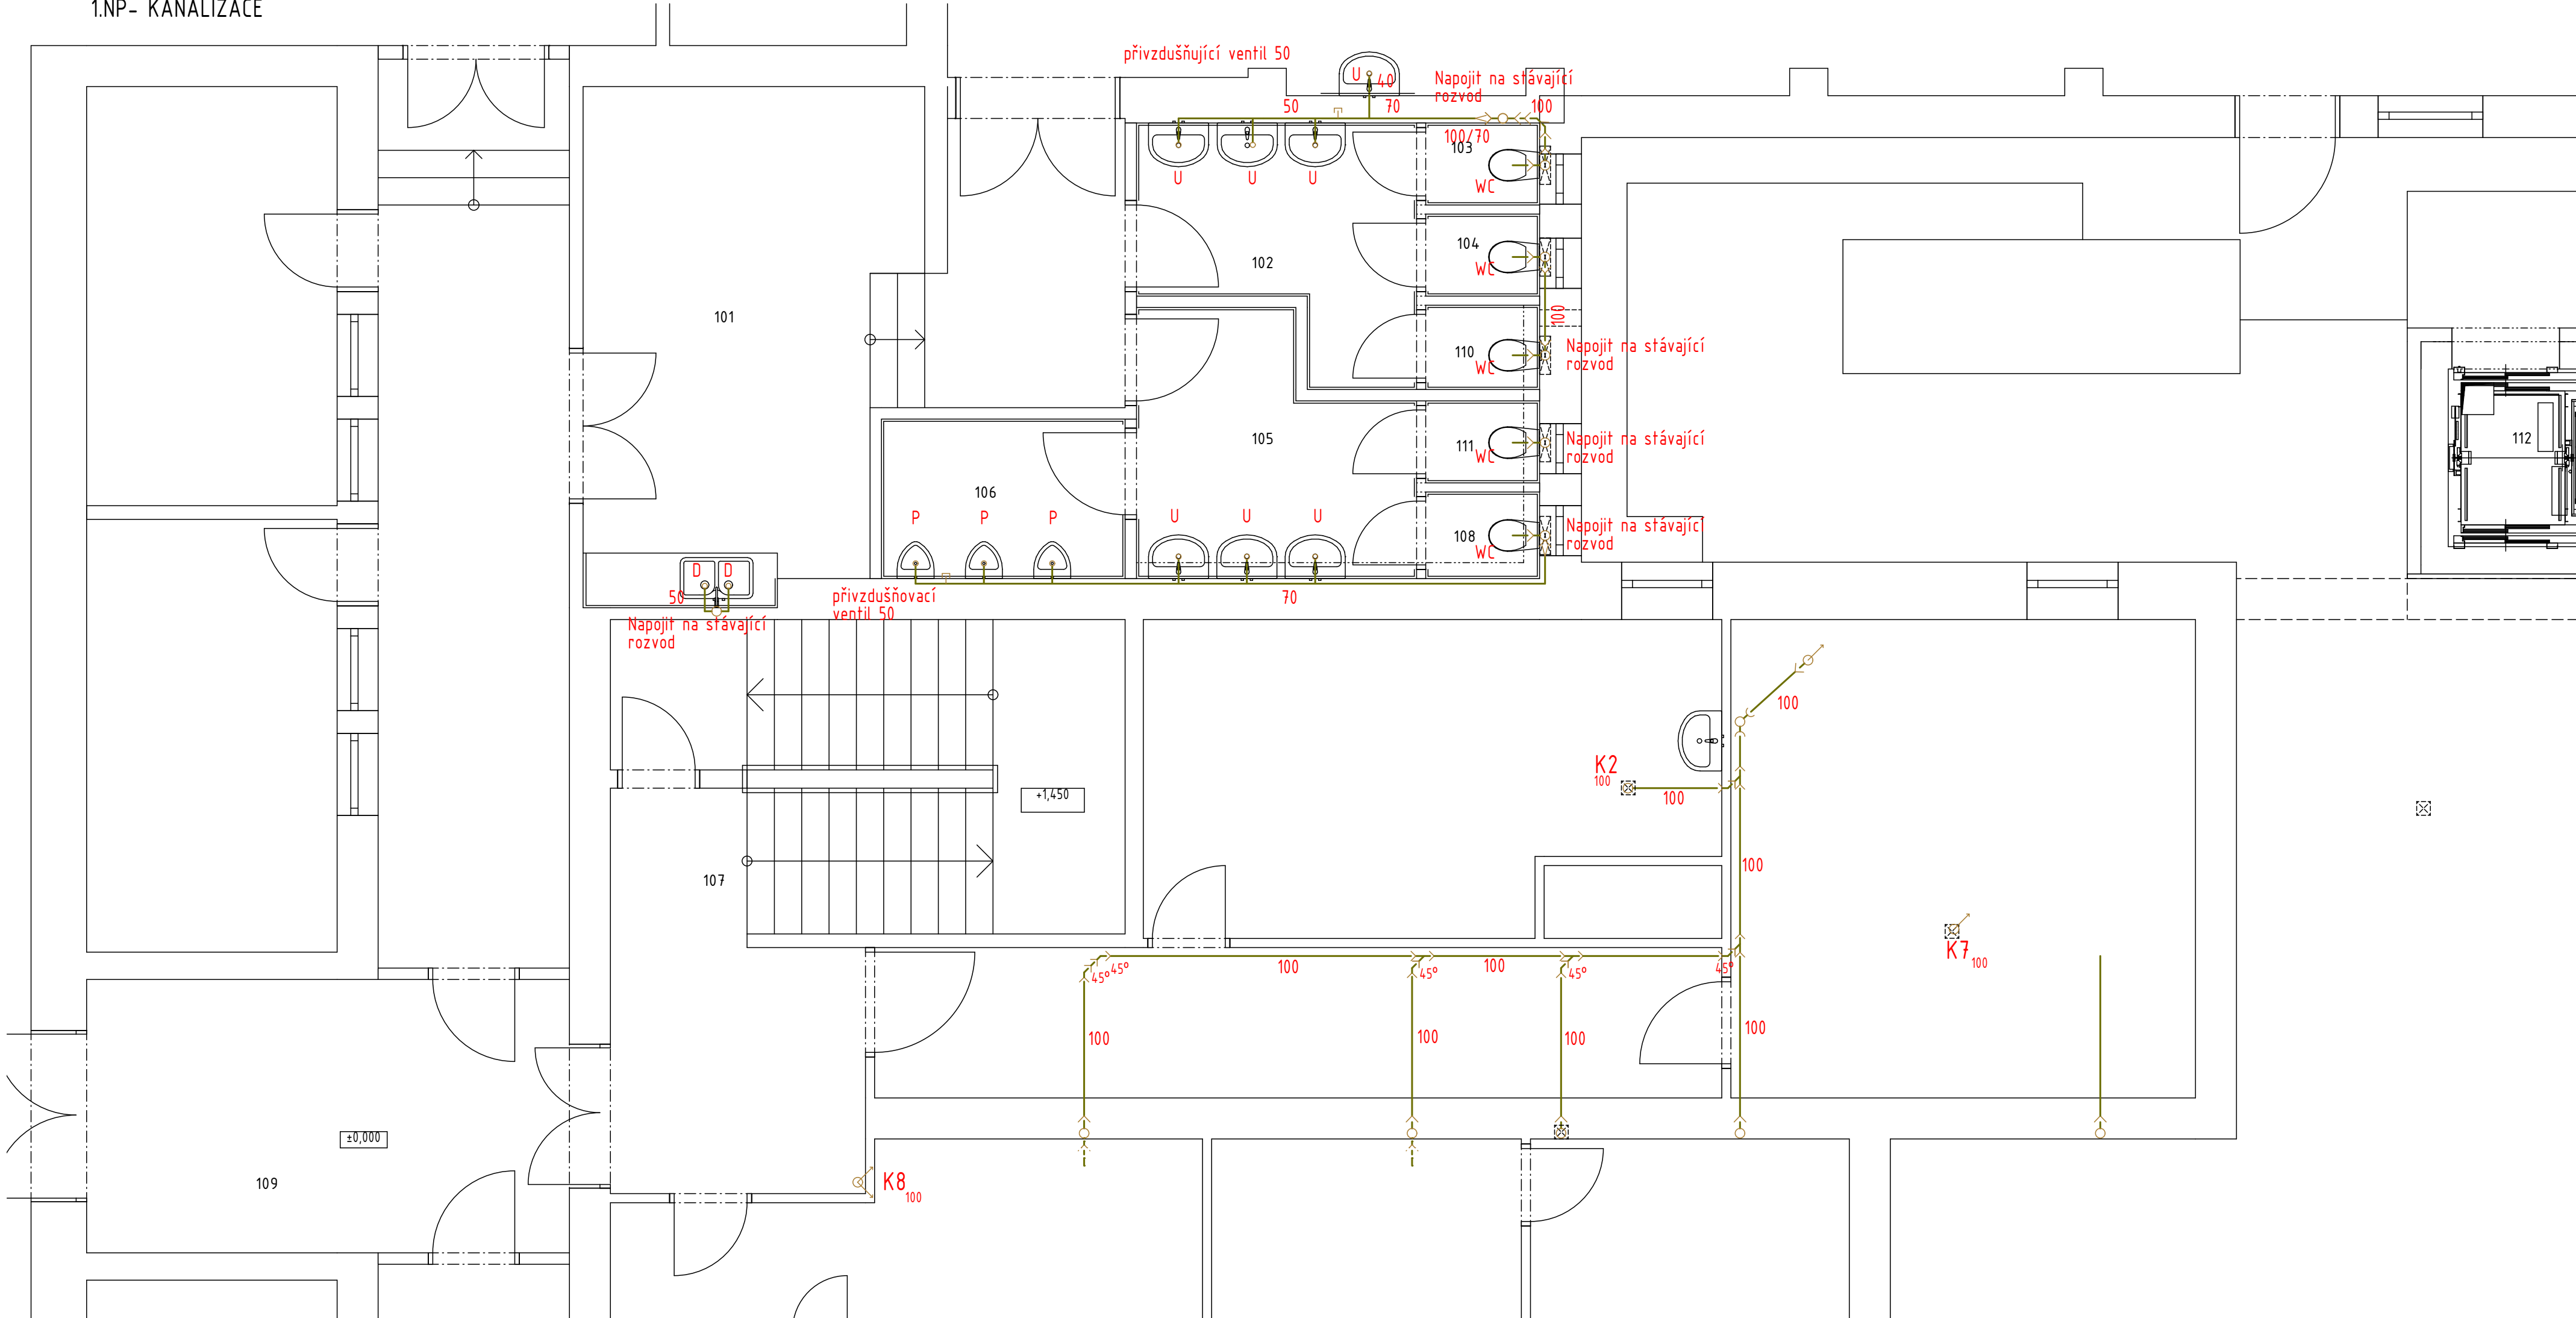 1.NP- KANALIZACE
přivzdušňující ventil 50
U
40
Napojit na stávající
rozvod
50
70
100
100/70
103
U
U
U
WC
104
102
WC
101
100
110
Napojit na stávající
rozvod
WC
105
111
Napojit na stávající
rozvod
WC
112
106
P
P
P
U
U
U
108
Napojit na stávající
rozvod
WC
D
D
50
přivzdušňovací
ventil 50
70
Napojit na stávající
rozvod
100
K2
100
100
+1,450
107
100
K7
100
45°
45°
100
45°
100
45°
45°
100
100
100
100
±0,000
109
K8
100